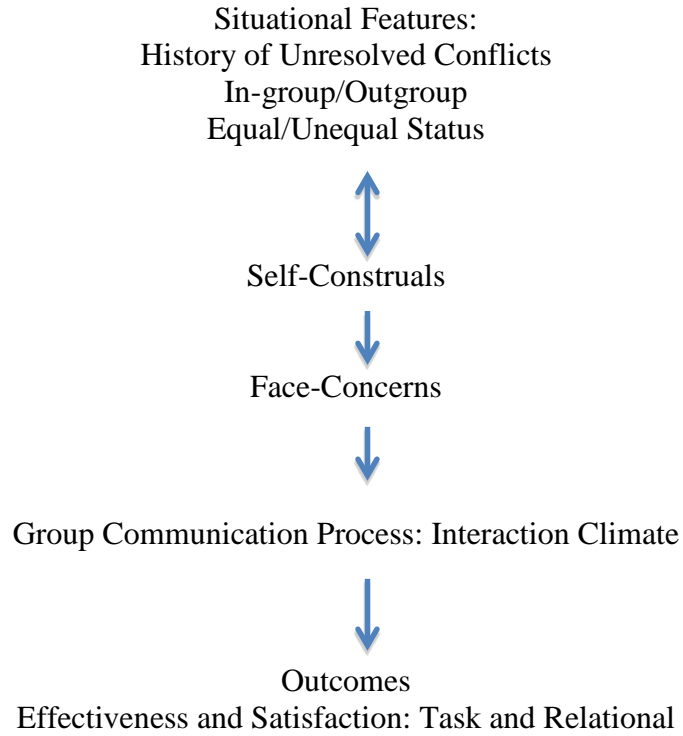 Situational Features:
History of Unresolved Conflicts
In-group/Outgroup
Equal/Unequal Status
Self-Construals
Face-Concerns
Group Communication Process: Interaction Climate
Outcomes
Effectiveness and Satisfaction: Task and Relational